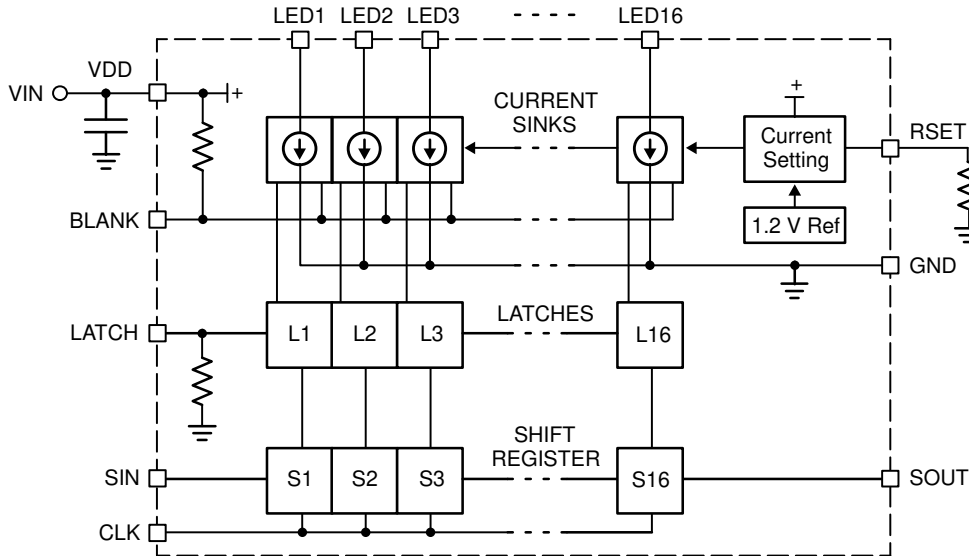 LED1 LED2 LED3 - - - - LED16
VDD
VIN
+
CURRENT
SINKS
+
Current
Setting
RSET
BLANK
1.2 V Ref
GND
LATCH
L1 L2 L3
LATCHES
L16
SIN
S1 S2 S3
SHIFT
REGISTER
S16
SOUT
CLK